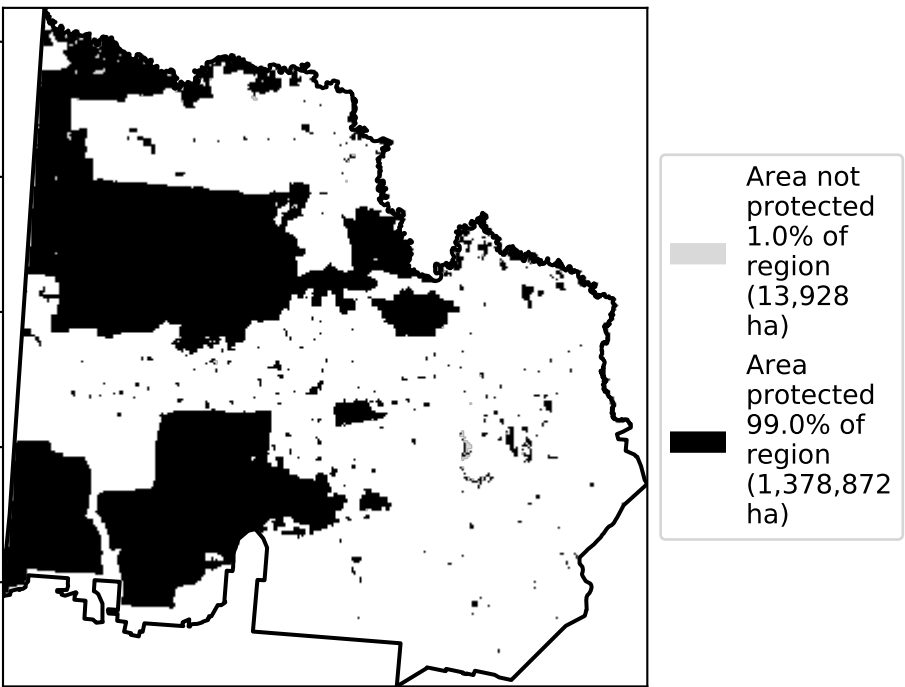 Area not
protected
1.0% of
region
(13,928
ha)
Area
protected
99.0% of
region
(1,378,872
ha)